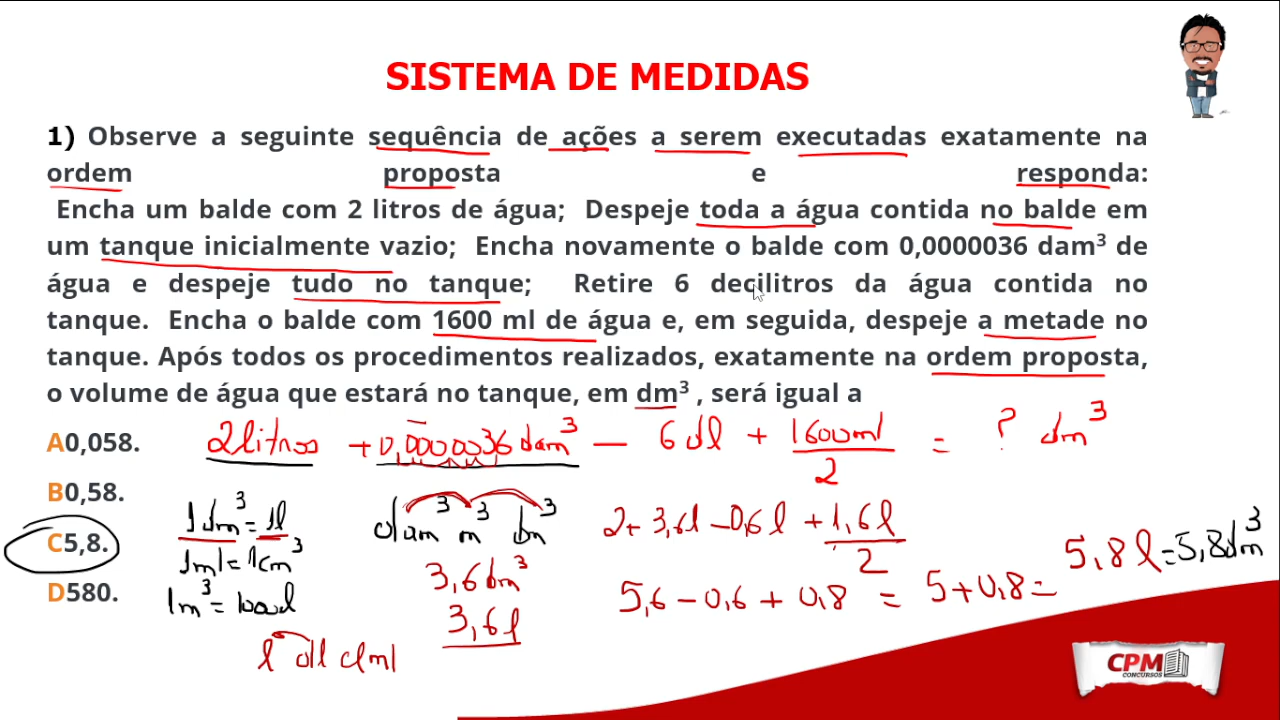 SISTEMA DE MEDIDAS
1) Observe a seguinte sequência de ações a serem executadas exatamente na
ordem proposta e responda:
Encha um balde com 2 litros de água; Despeje toda a água contida no balde em
um tanque inicialmente vazio; Encha novamente o balde com 0,0000036 dam³ de
água e despeje tudo no tanque; Retire 6 decilitros da água contida no
tanque. Encha o balde com 1600 ml de água e, em seguida, despeje a metade no
tanque. Após todos os procedimentos realizados, exatamente na ordem proposta,
o volume de água que estará no tanque, em dm³ , será igual a
A0,058.
B0,58.
C5,8.
D580.
2 litros + 0,0000036 dam³ - 6 dl + 1600ml/2 = ? dm³
1dm³ = 1l
1ml = 1cm³
1m³ = 1000l
l dl cl ml
dam³ m³ dm³
3,6dm³
3,6l
2+ 3,6l - 0,6l + 1,6l/2
5,6 - 0,6 + 0,8 = 5+0,8 =
5,8l = 5,8dm³
CPM
CONCURSOS